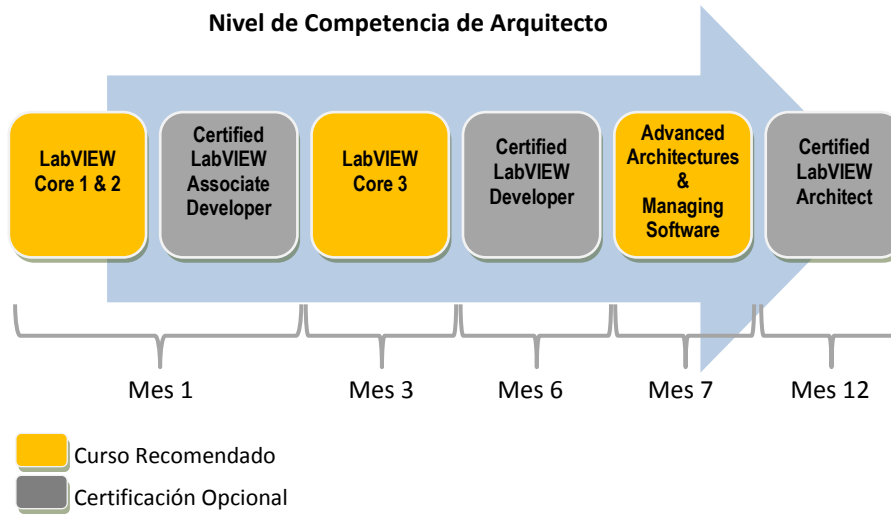 Nivel de Competencia de Arquitecto
LabVIEW
Core 1 & 2
Certified
LabVIEW
Associate
Developer
LabVIEW
Core 3
Certified
LabVIEW
Developer
Advanced
Architectures
&
Managing
Software
Certified
LabVIEW
Architect
Mes 1
Mes 3
Mes 6
Mes 7
Mes 12
Curso Recomendado
Certificación Opcional